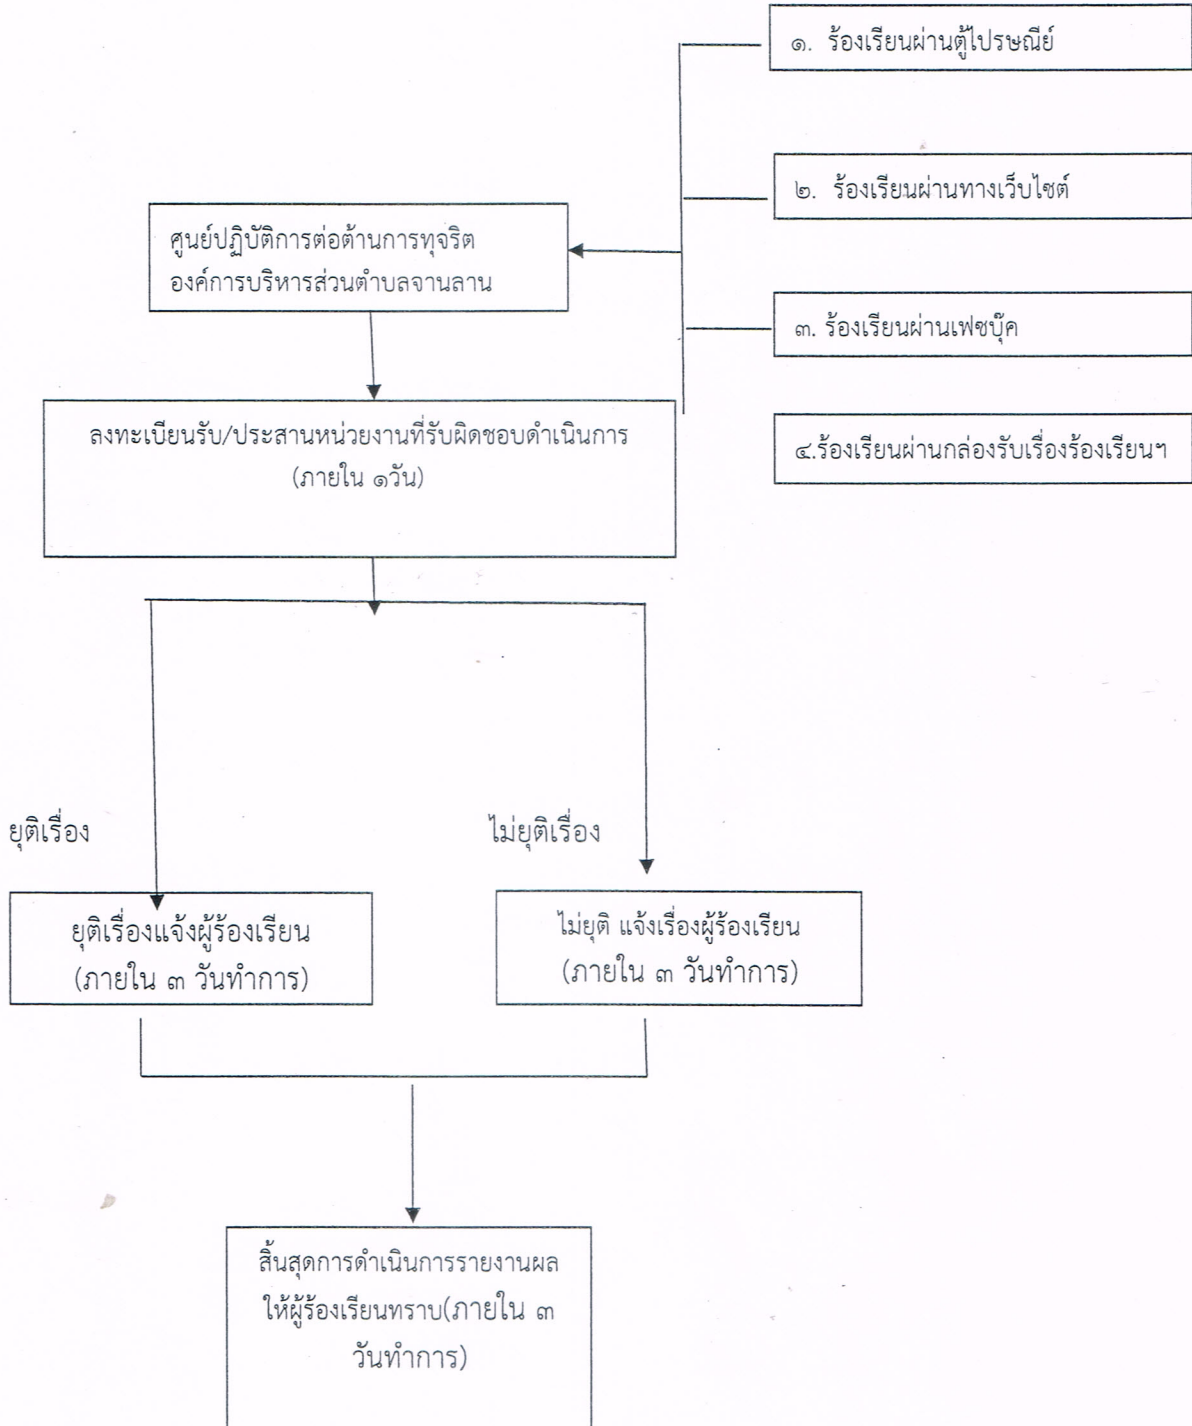 ๑. ร้องเรียนผ่านตู้ไปรษณีย์
๒. ร้องเรียนผ่านทางเว็บไซต์
ศูนย์ปฏิบัติการต่อต้านการทุจริต
องค์การบริหารส่วนตำบลจานลาน
๓. ร้องเรียนผ่านเฟซบุ๊ค
๔.ร้องเรียนผ่านกล่องรับเรื่องร้องเรียนฯ
ลงทะเบียนรับ/ประสานหน่วยงานที่รับผิดชอบดำเนินการ
(ภายใน ๑วัน)
ยุติเรื่อง
ไม่ยุติเรื่อง
ยุติเรื่องแจ้งผู้ร้องเรียน
(ภายใน ๓ วันทำการ)
ไม่ยุติ แจ้งเรื่องผู้ร้องเรียน
(ภายใน ๓ วันทำการ)
สิ้นสุดการดำเนินการรายงานผล
ให้ผู้ร้องเรียนทราบ(ภายใน ๓
วันทำการ)